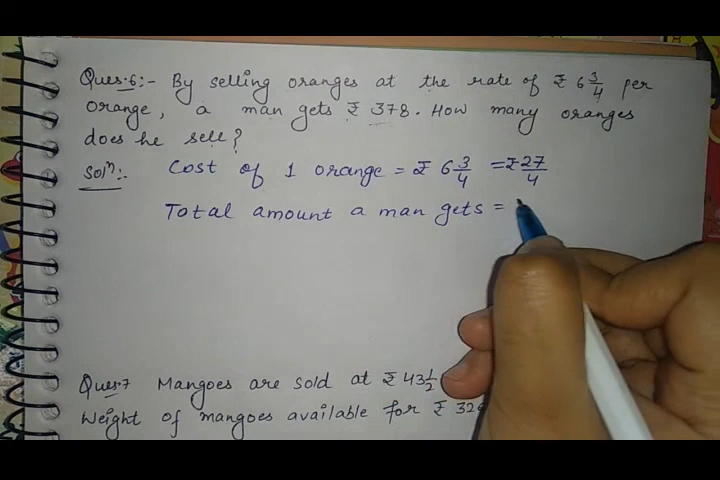 Ques:6:- By selling oranges at the rate of ₹ 6 3/4 per
orange, a man gets ₹ 378. How many oranges
does he sell?
Solⁿ:- Cost of 1 orange = ₹ 6 3/4 = ₹ 27/4
Total amount a man gets =
Ques:7 Mangoes are sold at ₹ 43 1/2
Weight of mangoes available for ₹ 326